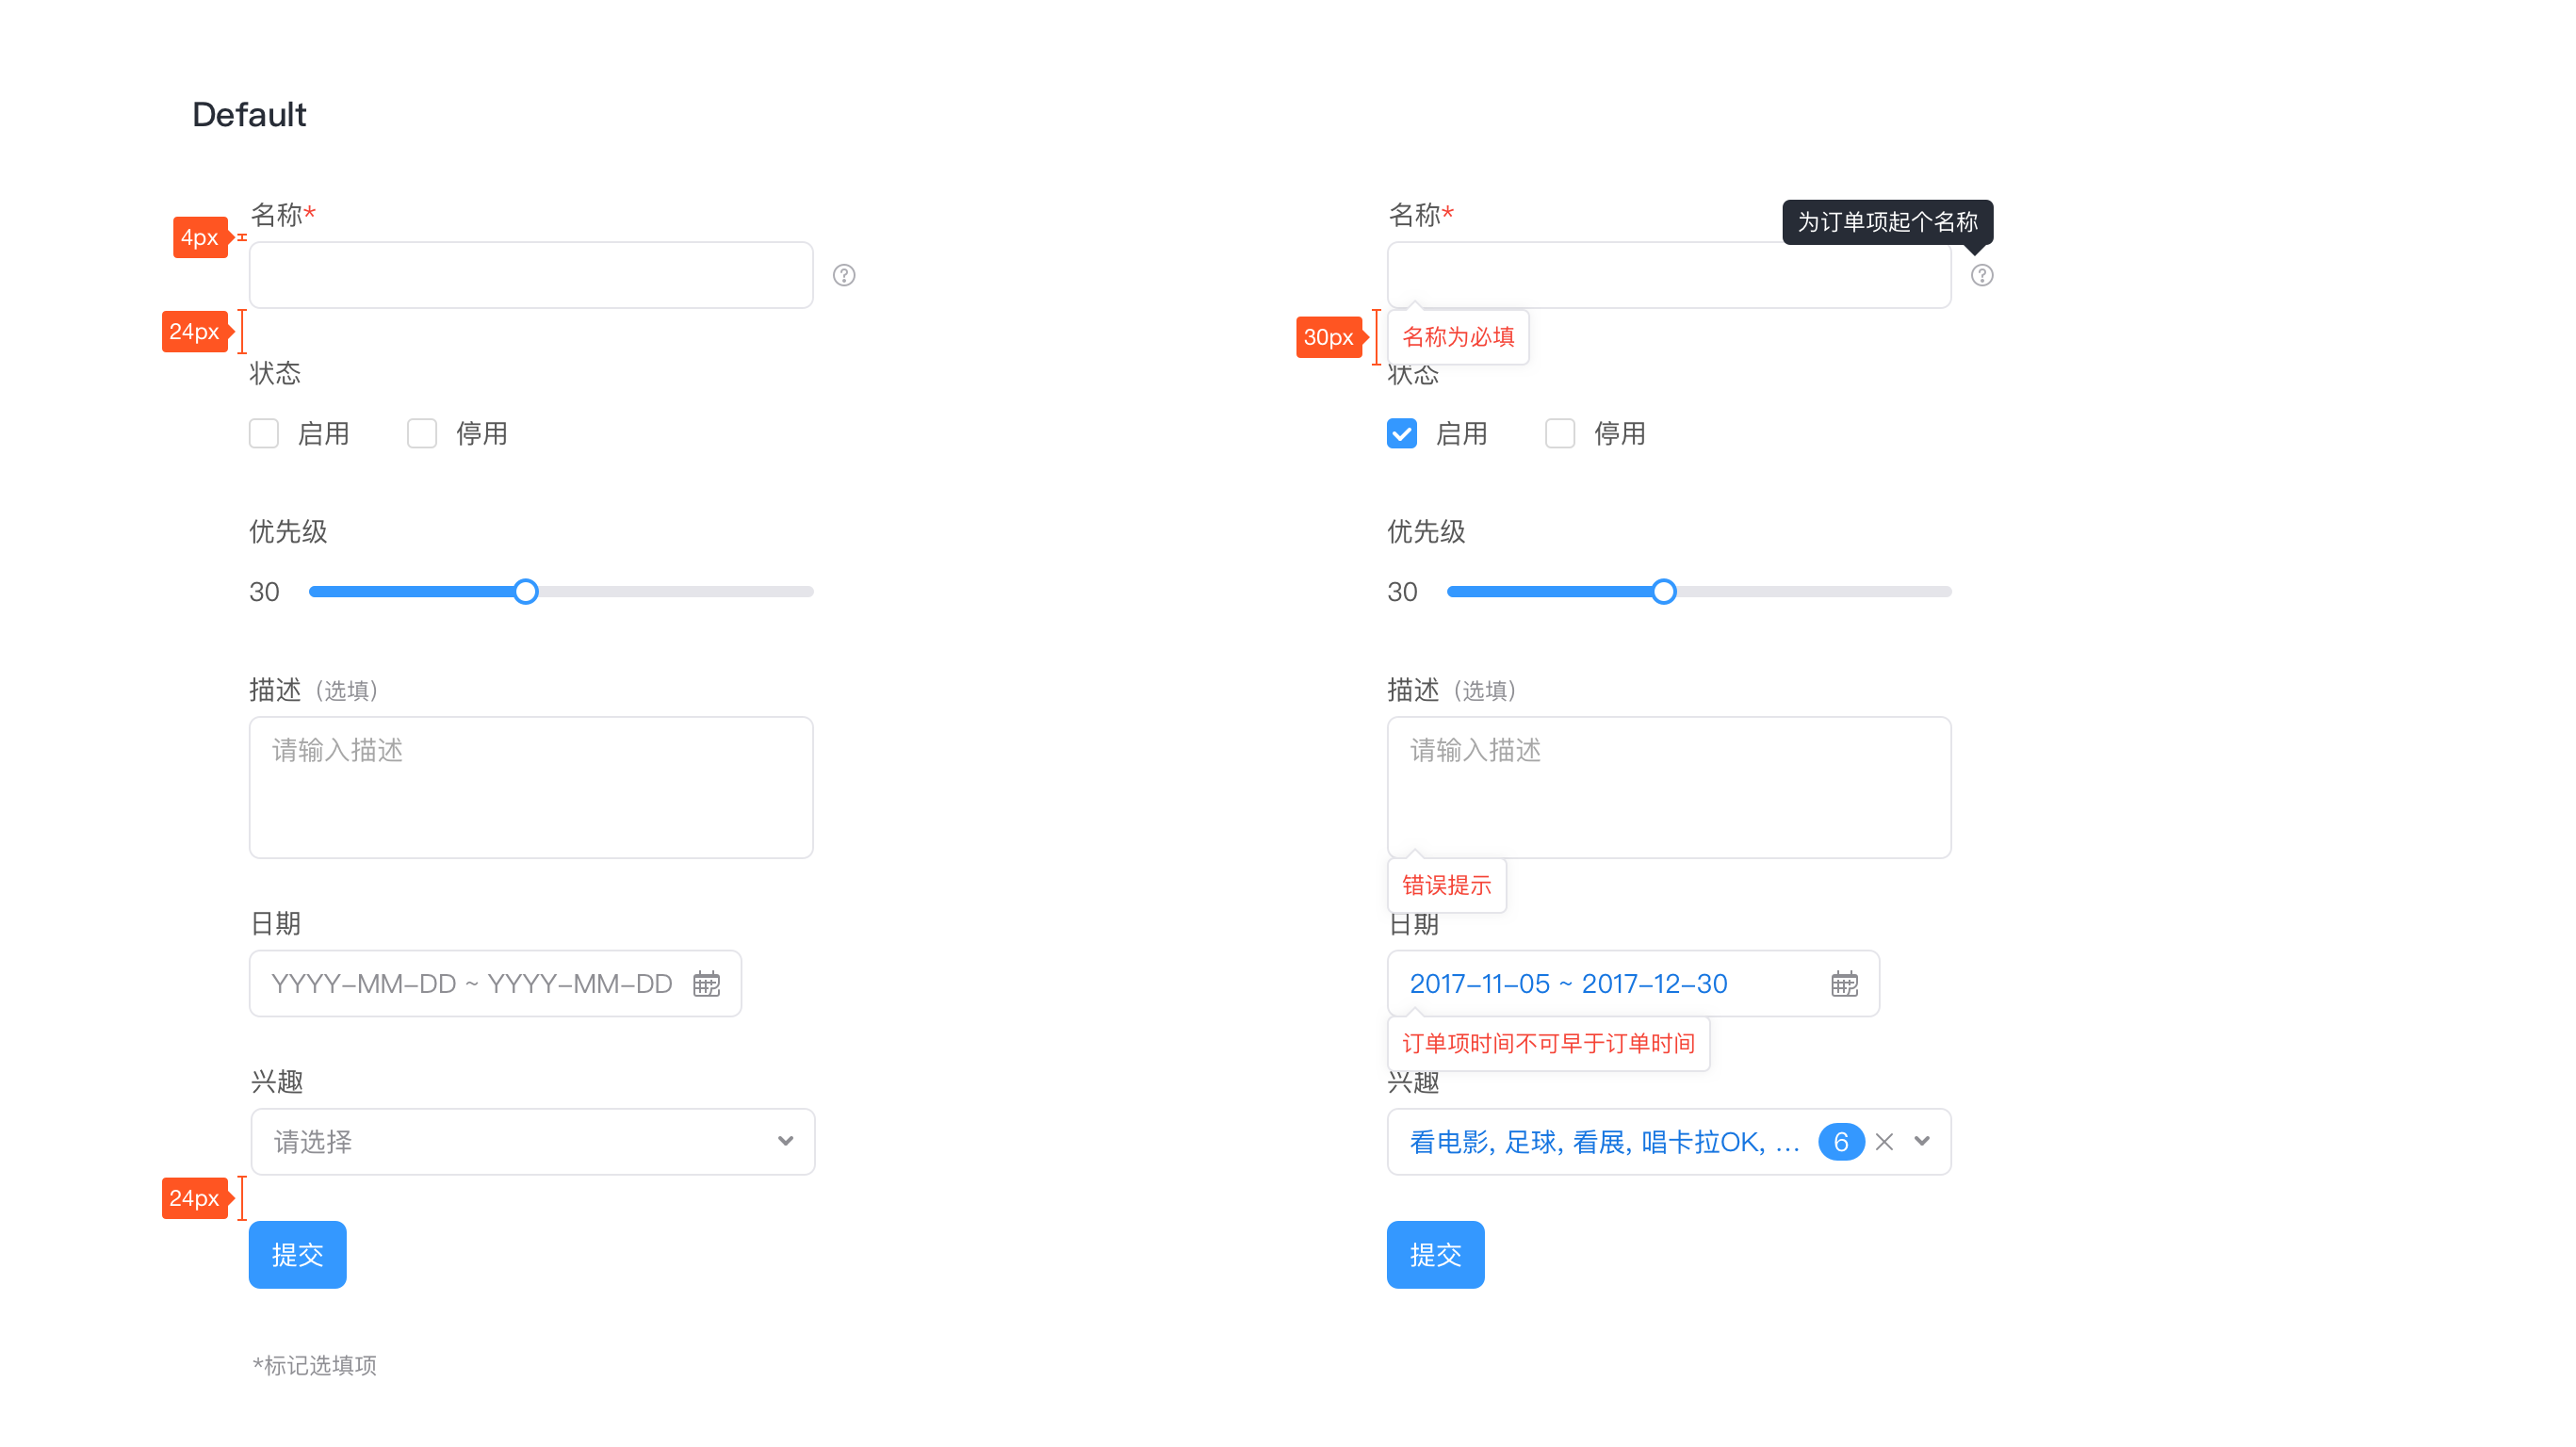 Default
名称*
4px
24px
状态
启用 停用
优先级
30
描述（选填）
请输入描述
日期
YYYY-MM-DD ~ YYYY-MM-DD
兴趣
请选择
24px
提交
*标记选填项
名称*
为订单项起个名称
30px
名称为必填
状态
启用 停用
优先级
30
描述（选填）
请输入描述
错误提示
日期
2017-11-05 ~ 2017-12-30
订单项时间不可早于订单时间
兴趣
看电影, 足球, 看展, 唱卡拉OK, ... 6
提交